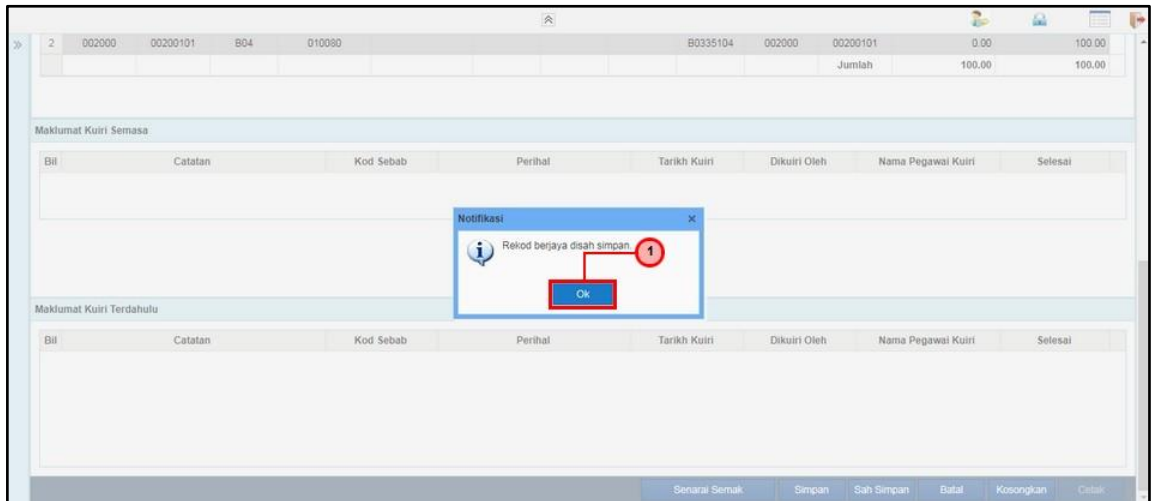 2 002000 00200101 B04 010080 B0335104 002000 00200101 0.00 100.00
Jumlah 100.00 100.00
Maklumat Kuiri Semasa
Bil Catatan Kod Sebab Perihal Tarikh Kuiri Dikuiri Oleh Nama Pegawai Kuiri Selesai
Notifikasi
Rekod berjaya disah simpan.
1
Ok
Maklumat Kuiri Terdahulu
Bil Catatan Kod Sebab Perihal Tarikh Kuiri Dikuiri Oleh Nama Pegawai Kuiri Selesai
Senarai Semak Simpan Sah Simpan Batal Kosongkan Cetak